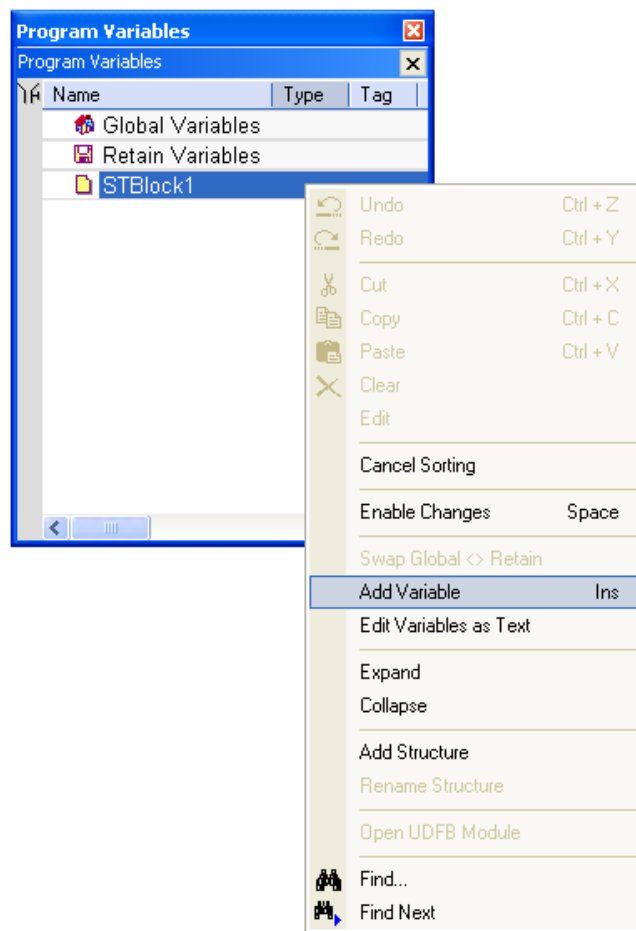 Program Variables
Program Variables
Name Type Tag
Global Variables
Retain Variables
STBlock1
Undo Ctrl + Z
Redo Ctrl + Y
Cut Ctrl + X
Copy Ctrl + C
Paste Ctrl + V
Clear
Edit
Cancel Sorting
Enable Changes Space
Swap Global <> Retain
Add Variable Ins
Edit Variables as Text
Expand
Collapse
Add Structure
Rename Structure
Open UDFB Module
Find...
Find Next